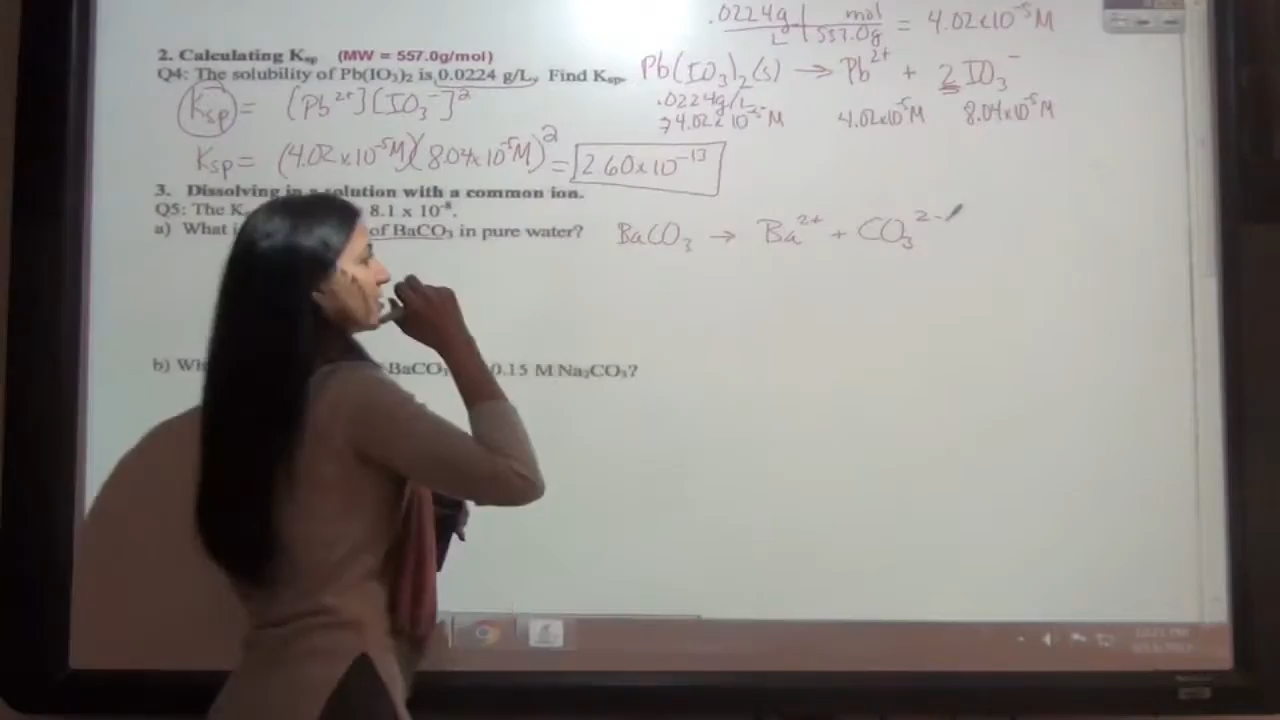 .0224g | mol = 4.02x10⁻⁵ M
L | 557.0g
2. Calculating Ksp (MW = 557.0g/mol)
Q4: The solubility of Pb(IO₃)₂ is 0.0224 g/L, Find Ksp. Pb(IO₃)₂(s) → Pb²⁺ + 2IO₃⁻
Ksp = [Pb²⁺][IO₃⁻]²
.0224g/L
→4.02x10⁻⁵ M 4.02x10⁻⁵M 8.04x10⁻⁵M
Ksp = (4.02x10⁻⁵M)(8.04x10⁻⁵M)² = 2.60x10⁻¹³
3. Dissolving in a solution with a common ion.
Q5: The K 8.1 x 10⁻⁸.
a) What of BaCO₃ in pure water? BaCO₃ → Ba²⁺ + CO₃²⁻
b) BaCO 0.15 M Na₂CO₃?